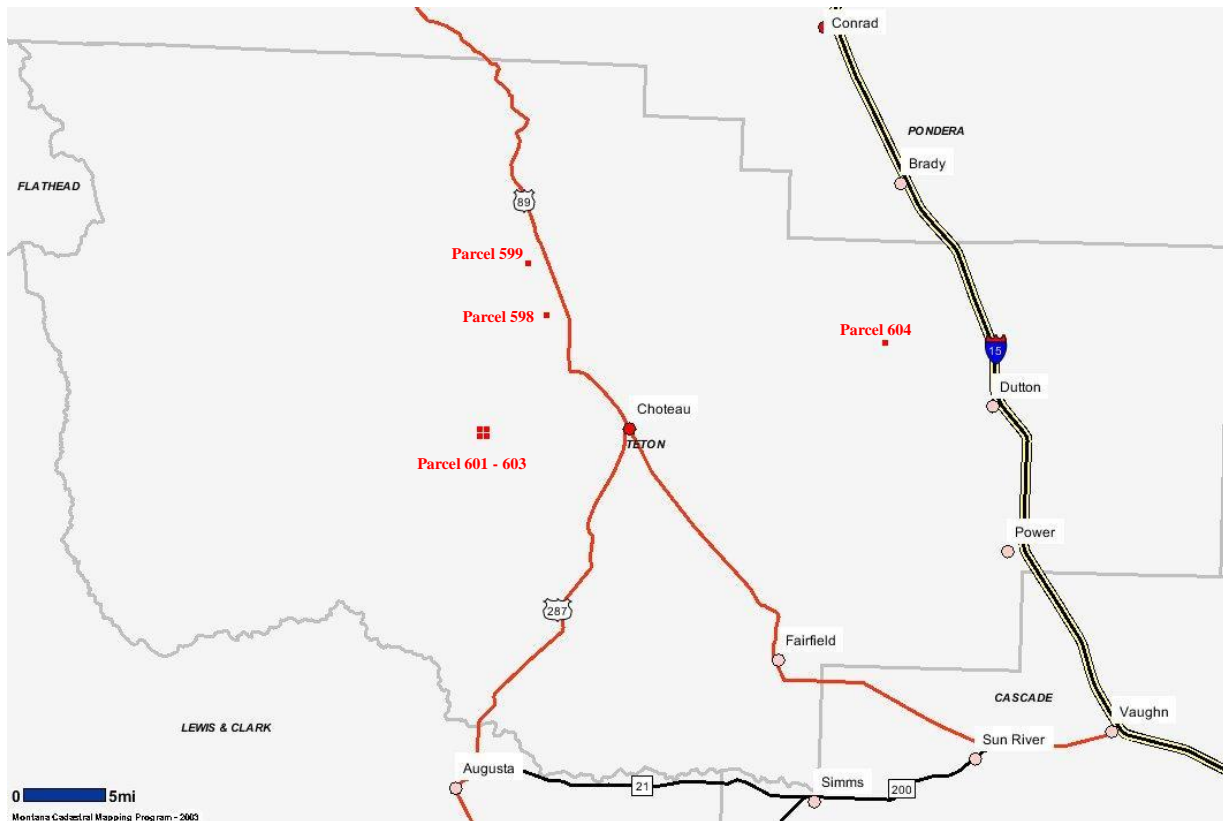 Conrad
PONDERA
Brady
FLATHEAD
89
Parcel 599
Parcel 598
Parcel 604
15
Dutton
Choteau
TETON
Parcel 601 - 603
Power
287
Fairfield
CASCADE
LEWIS & CLARK
Vaughn
Sun River
Augusta
21
Simms
200
0 5mi
Montana Cadastral Mapping Program - 2003